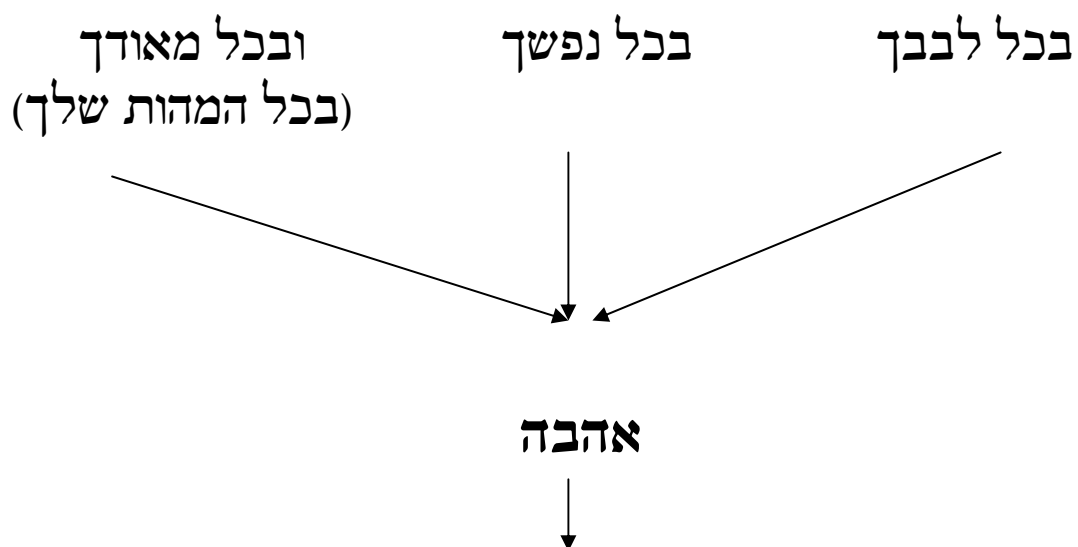 בכל לבבך
בכל נפשך
ובכל מאודך
(בכל המהות שלך)
אהבה